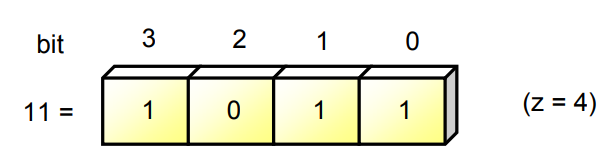 bit 3 2 1 0
11 = 1 0 1 1 (z = 4)